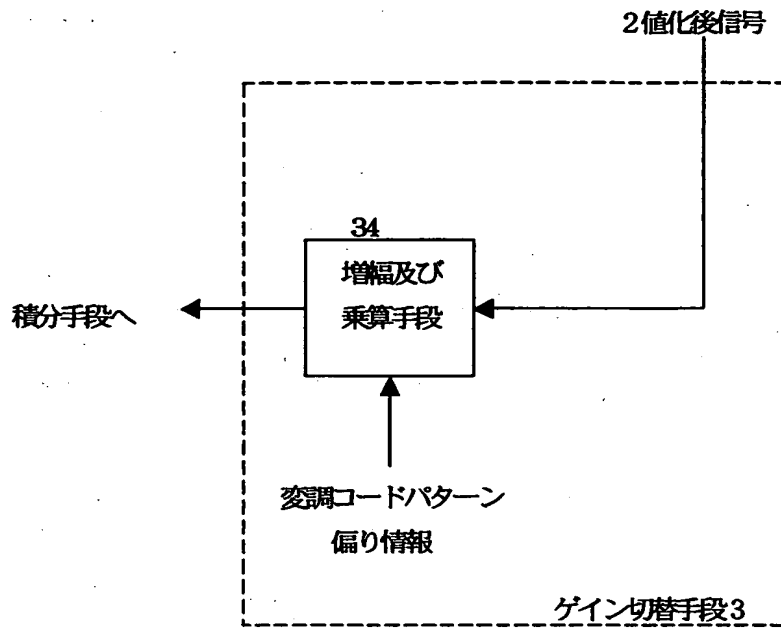 2値化後信号
34
増幅及び
乗算手段
積分手段へ
変調コードパターン
偏り情報
ゲイン切替手段3